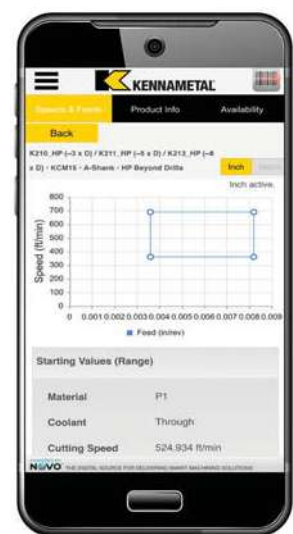 KENNAMETAL
Speeds & Feeds Product Info Availability
Back
K210_HP (~3 x D) / K211_HP (~5 x D) / K213_HP (~8
x D) - KCM15 - A-Shank - HP Beyond Drills
Inch
Inch active.
800
700
600
500
400
300
200
100
0
Speed (ft/min)
0 0.001 0.002 0.003 0.004 0.005 0.006 0.007 0.008 0.009
Feed (in/rev)
Starting Values (Range)
Material P1
Coolant Through
Cutting Speed 524.934 ft/min
NOVO THE DIGITAL SOURCE FOR DELIVERING SMART MACHINING SOLUTIONS